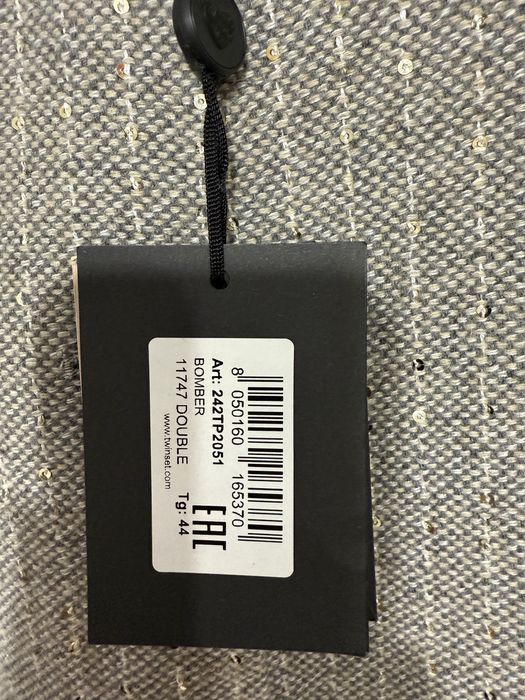 8 050160 165370
Art: 242TP2051
BOMBER
EAC
11747 DOUBLE Tg: 44
www.twinset.com